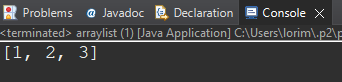 Problems @ Javadoc Declaration Console
<terminated> arraylist (1) [Java Application] C:\Users\lorim\.p2\p
[1, 2, 3]